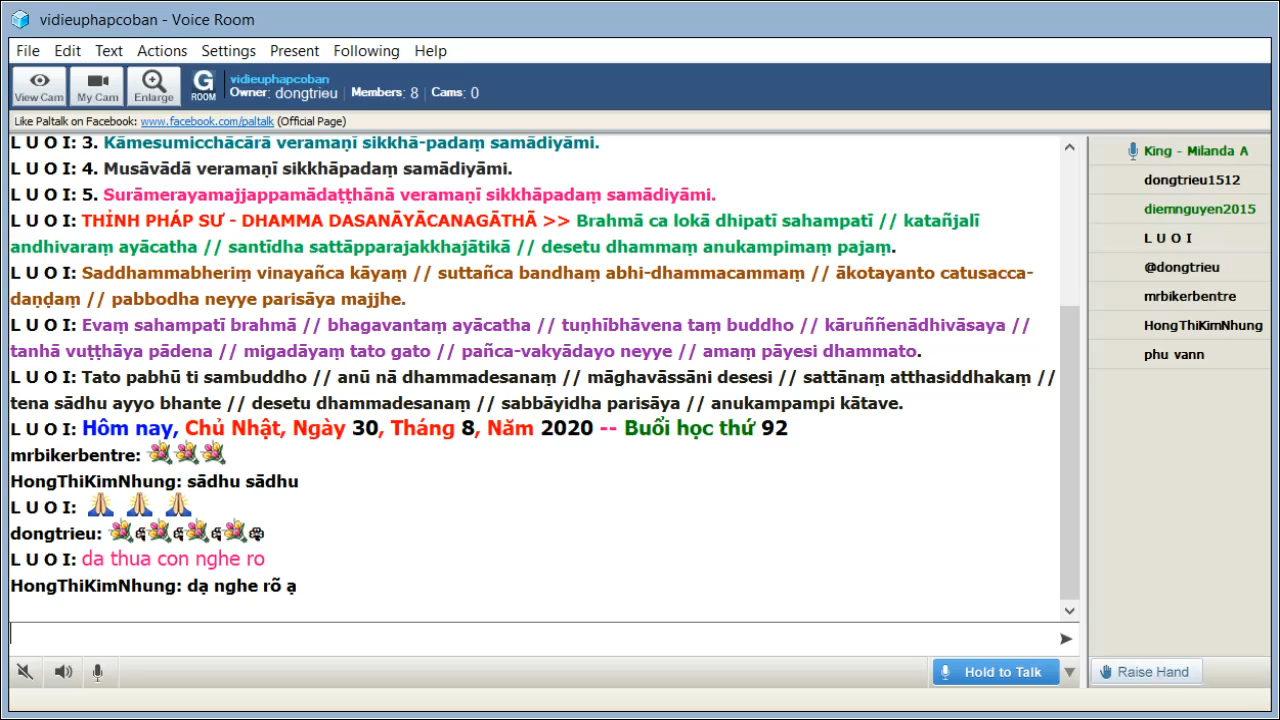 vidieuphapcoban - Voice Room
File Edit Text Actions Settings Present Following Help
View Cam My Cam Enlarge G ROOM
vidieuphapcoban
Owner: dongtrieu | Members: 8 | Cams: 0
Like Paltalk on Facebook: www.facebook.com/paltalk (Official Page)
L U O I: 3. Kāmesumicchācārā veramaṇī sikkhā-padaṃ samādiyāmi.
L U O I: 4. Musāvādā veramaṇī sikkhāpadaṃ samādiyāmi.
L U O I: 5. Surāmerayamajjappamādaṭṭhānā veramaṇī sikkhāpadaṃ samādiyāmi.
L U O I: THỈNH PHÁP SƯ - DHAMMA DASANĀYĀCANAGĀTHĀ >> Brahmā ca lokā dhipatī sahampatī // katañjalī
andhivaraṃ ayācatha // santīdha sattāpparajakkhajātikā // desetu dhammaṃ anukampimaṃ pajaṃ.
L U O I: Saddhammabheriṃ vinayañca kāyaṃ // suttañca bandhaṃ abhi-dhammacammaṃ // ākotayanto catusacca-
daṇḍaṃ // pabbodha neyye parisāya majjhe.
L U O I: Evaṃ sahampatī brahmā // bhagavantaṃ ayācatha // tuṇhībhāvena taṃ buddho // kāruññenādhivāsaya //
tanhā vuṭṭhāya pādena // migadāyaṃ tato gato // pañca-vakyādayo neyye // amaṃ pāyesi dhammato.
L U O I: Tato pabhū ti sambuddho // anū nā dhammadesanaṃ // māghavāssāni desesi // sattānaṃ atthasiddhakaṃ //
tena sādhu ayyo bhante // desetu dhammadesanaṃ // sabbāyidha parisāya // anukampampi kātave.
L U O I: Hôm nay, Chủ Nhật, Ngày 30, Tháng 8, Năm 2020 -- Buổi học thứ 92
mrbikerbentre:
HongThiKimNhung: sādhu sādhu
L U O I:
dongtrieu:
L U O I: da thua con nghe ro
HongThiKimNhung: dạ nghe rõ ạ
Hold to Talk
King - Milanda A
dongtrieu1512
diemnguyen2015
L U O I
@dongtrieu
mrbikerbentre
HongThiKimNhung
phu vann
Raise Hand